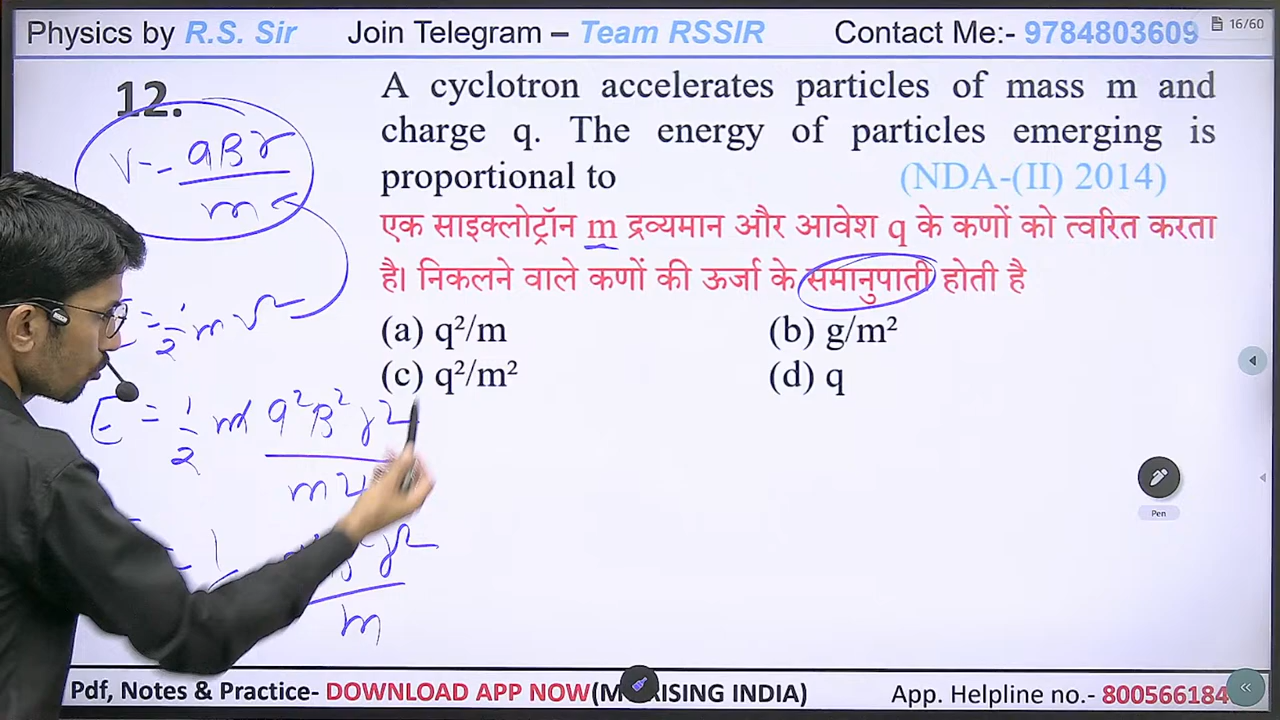 Physics by R.S. Sir Join Telegram – Team RSSIR Contact Me:- 9784803609 16/60
12. A cyclotron accelerates particles of mass m and
charge q. The energy of particles emerging is
proportional to (NDA-(II) 2014)
एक साइक्लोट्रॉन m द्रव्यमान और आवेश q के कणों को त्वरित करता
है। निकलने वाले कणों की ऊर्जा के समानुपाती होती है
(a) q²/m (b) g/m²
(c) q²/m² (d) q
V = qBr/m
= 1/2 m v²
E = 1/2 m q²B²r²/m²
Pen
Pdf, Notes & Practice- DOWNLOAD APP NOW(M RISING INDIA) App. Helpline no.- 800566184